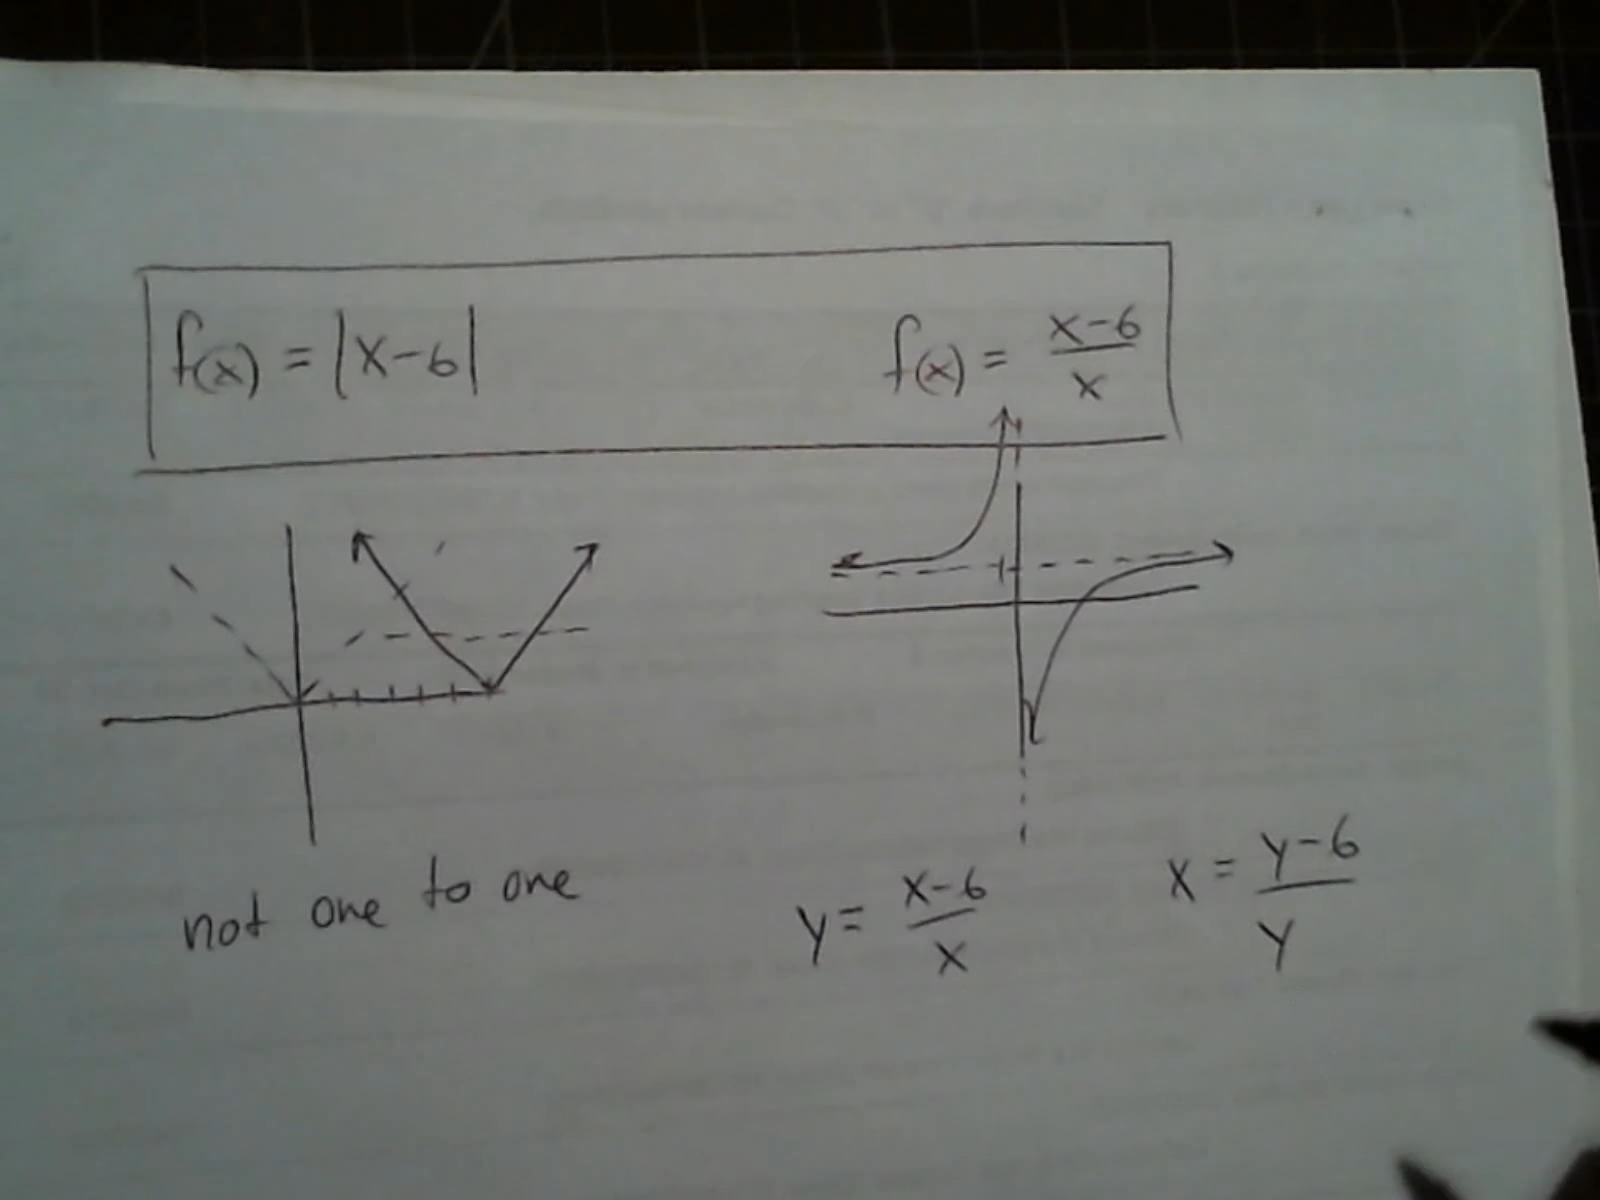 f(x) = |x-6|
f(x) = x-6/x
not one to one
y = x-6/x
x = y-6/y